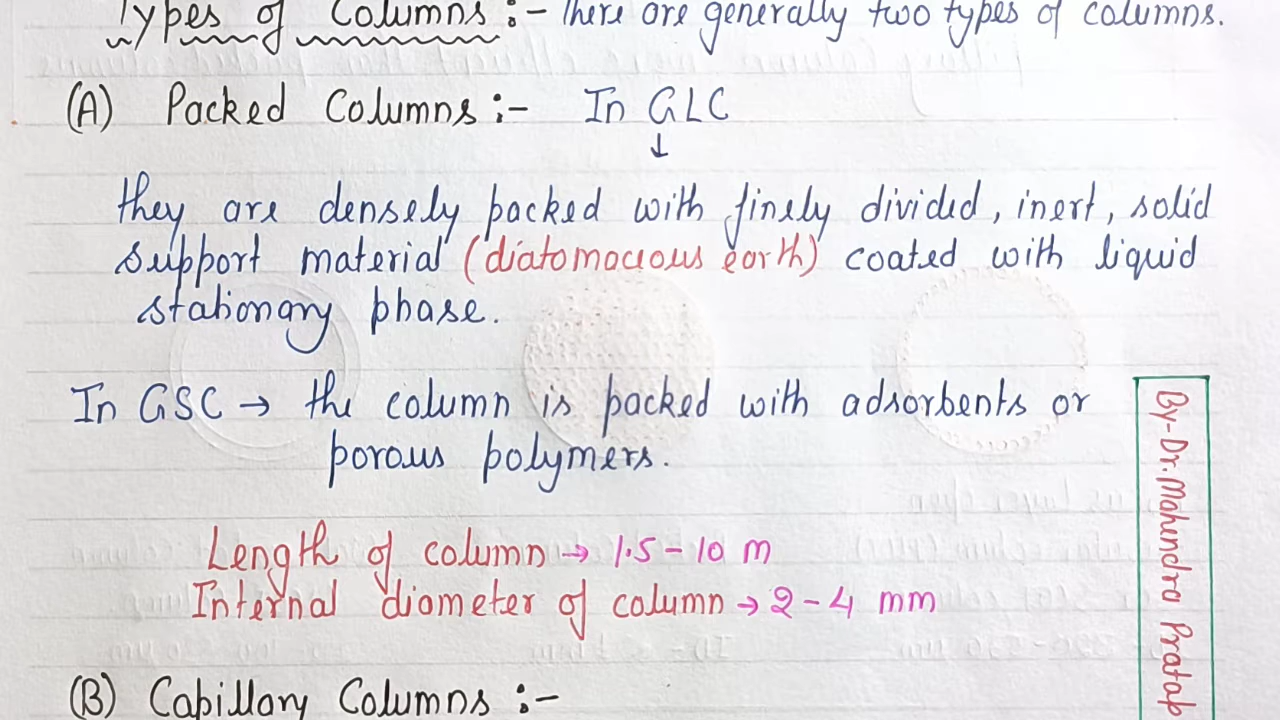 Types of Columns :- There are generally two types of columns.
(A) Packed Columns :- In GLC
↓
they are densely packed with finely divided, inert, solid
support material (diatomacious earth) coated with liquid
stationary phase.
In GSC → the column is packed with adsorbents or
porous polymers.
Length of column → 1.5 - 10 m
Internal diameter of column → 2 - 4 mm
(B) Capillary Columns :-
By-Dr. Mahendra Pratap